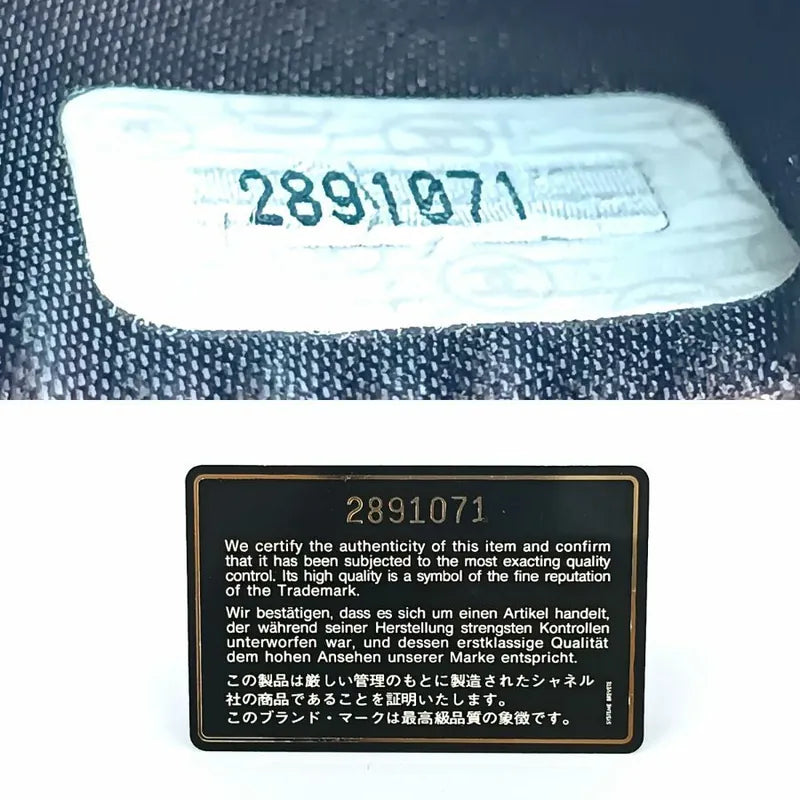 2891071
2891071
We certify the authenticity of this item and confirm
that it has been subjected to the most exacting quality
control. Its high quality is a symbol of the fine reputation
of the Trademark.
Wir bestätigen, dass es sich um einen Artikel handelt,
der während seiner Herstellung strengsten Kontrollen
unterworfen war, und dessen erstklassige Qualität
dem hohen Ansehen unserer Marke entspricht.
この製品は厳しい管理のもとに製造されたシャネル
社の商品であることを証明いたします。
このブランド・マークは最高級品質の象徴です。